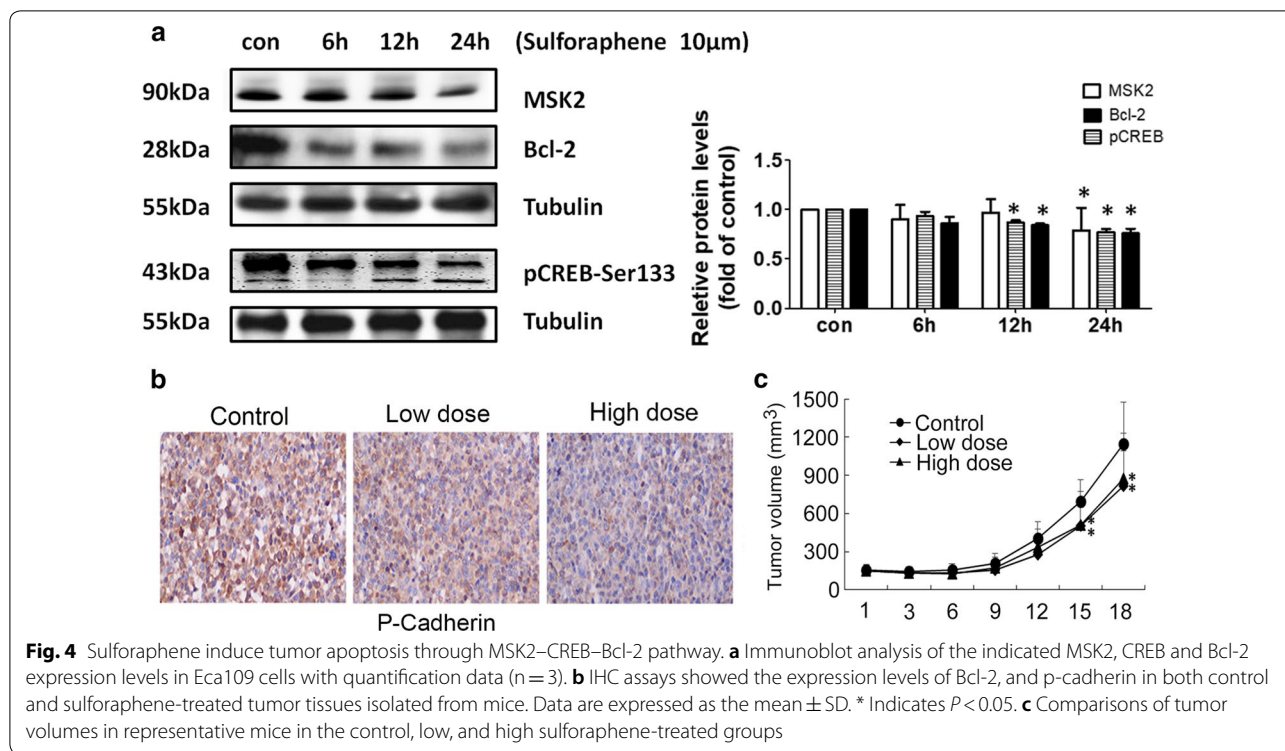 a
con 6h 12h 24h (Sulforaphene 10μm)
90kDa MSK2
28kDa Bcl-2
55kDa Tubulin
43kDa pCREB-Ser133
55kDa Tubulin
MSK2
Bcl-2
pCREB
Reletive protein levels
(fold of control)
1.5
1.0
0.5
0.0
* * * * *
con 6h 12h 24h
b
Control Low dose High dose
P-Cadherin
c
Tumor volume (mm³)
1500
1200
900
600
300
0
Control
Low dose
High dose
* *
* *
1 3 6 9 12 15 18
Fig. 4 Sulforaphene induce tumor apoptosis through MSK2–CREB–Bcl-2 pathway. a Immunoblot analysis of the indicated MSK2, CREB and Bcl-2
expression levels in Eca109 cells with quantification data (n = 3). b IHC assays showed the expression levels of Bcl-2, and p-cadherin in both control
and sulforaphene-treated tumor tissues isolated from mice. Data are expressed as the mean ± SD. * Indicates P < 0.05. c Comparisons of tumor
volumes in representative mice in the control, low, and high sulforaphene-treated groups